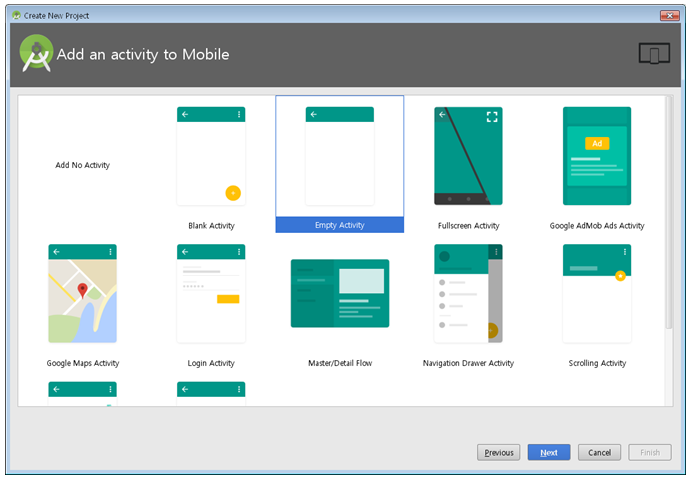 Create New Project
Add an activity to Mobile
Add No Activity
Blank Activity
Empty Activity
Ad
Fullscreen Activity
Google AdMob Ads Activity
Google Maps Activity
Login Activity
Master/Detail Flow
Navigation Drawer Activity
Scrolling Activity
Previous
Next
Cancel
Finish